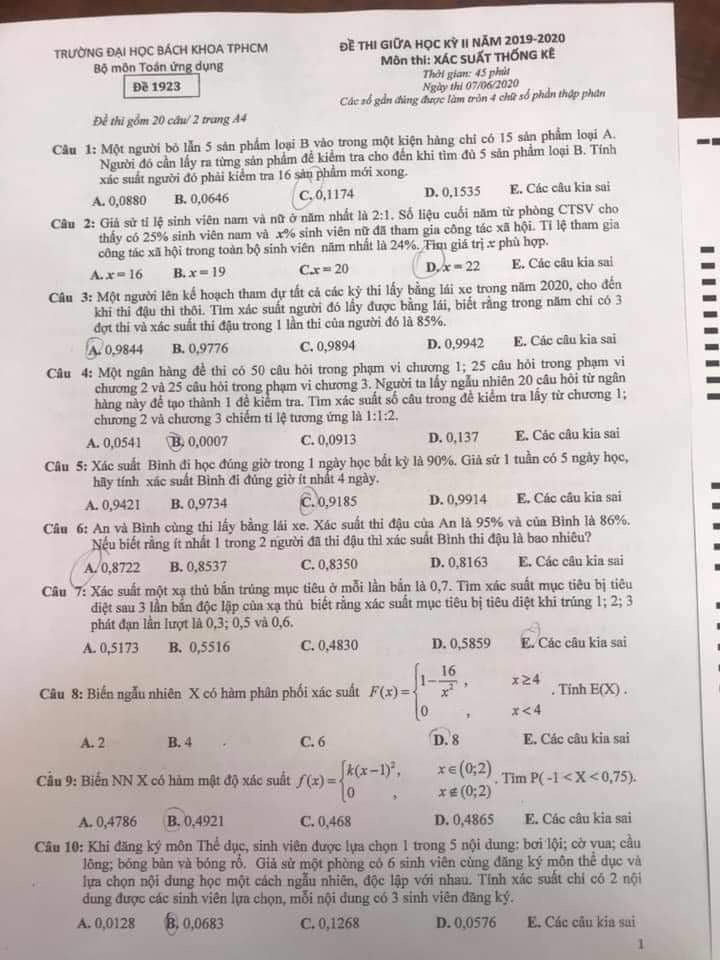 TRƯỜNG ĐẠI HỌC BÁCH KHOA TPHCM
Bộ môn Toán ứng dụng
Đề 1923
ĐỀ THI GIỮA HỌC KỲ II NĂM 2019-2020
Môn thi: XÁC SUẤT THỐNG KÊ
Thời gian: 45 phút
Ngày thi 07/06/2020
Các số gần đúng được làm tròn 4 chữ số phần thập phân
Đề thi gồm 20 câu/ 2 trang A4
Câu 1: Một người bỏ lẫn 5 sản phẩm loại B vào trong một kiện hàng chỉ có 15 sản phẩm loại A.
Người đó cần lấy ra từng sản phẩm để kiểm tra cho đến khi tìm đủ 5 sản phẩm loại B. Tính
xác suất người đó phải kiểm tra 16 sản phẩm mới xong.
A. 0,0880 B. 0,0646 C. 0,1174 D. 0,1535 E. Các câu kia sai
Câu 2: Giả sử tỉ lệ sinh viên nam và nữ ở năm nhất là 2:1. Số liệu cuối năm từ phòng CTSV cho
thấy có 25% sinh viên nam và x% sinh viên nữ đã tham gia công tác xã hội. Tỉ lệ tham gia
công tác xã hội trong toàn bộ sinh viên năm nhất là 24%. Tìm giá trị x phù hợp.
A. x = 16 B. x = 19 C.x = 20 D. x = 22 E. Các câu kia sai
Câu 3: Một người lên kế hoạch tham dự tất cả các kỳ thi lấy bằng lái xe trong năm 2020, cho đến
khi thi đậu thì thôi. Tìm xác suất người đó lấy được bằng lái, biết rằng trong năm chỉ có 3
đợt thi và xác suất thi đậu trong 1 lần thi của người đó là 85%.
A. 0,9844 B. 0,9776 C. 0,9894 D. 0,9942 E. Các câu kia sai
Câu 4: Một ngân hàng đề thi có 50 câu hỏi trong phạm vi chương 1; 25 câu hỏi trong phạm vi
chương 2 và 25 câu hỏi trong phạm vi chương 3. Người ta lấy ngẫu nhiên 20 câu hỏi từ ngân
hàng này để tạo thành 1 đề kiểm tra. Tìm xác suất số câu trong đề kiểm tra lấy từ chương 1;
chương 2 và chương 3 chiếm tỉ lệ tương ứng là 1:1:2.
A. 0,0541 B. 0,0007 C. 0,0913 D. 0,137 E. Các câu kia sai
Câu 5: Xác suất Bình đi học đúng giờ trong 1 ngày học bất kỳ là 90%. Giả sử 1 tuần có 5 ngày học,
hãy tính xác suất Bình đi đúng giờ ít nhất 4 ngày.
A. 0,9421 B. 0,9734 C. 0,9185 D. 0,9914 E. Các câu kia sai
Câu 6: An và Bình cùng thi lấy bằng lái xe. Xác suất thi đậu của An là 95% và của Bình là 86%.
Nếu biết rằng ít nhất 1 trong 2 người đã thi đậu thì xác suất Bình thi đậu là bao nhiêu?
A. 0,8722 B. 0,8537 C. 0,8350 D. 0,8163 E. Các câu kia sai
Câu 7: Xác suất một xạ thủ bắn trúng mục tiêu ở mỗi lần bắn là 0,7. Tìm xác suất mục tiêu bị tiêu
diệt sau 3 lần bắn độc lập của xạ thủ biết rằng xác suất mục tiêu bị tiêu diệt khi trúng 1; 2; 3
phát đạn lần lượt là 0,3; 0,5 và 0,6.
A. 0,5173 B. 0,5516 C. 0,4830 D. 0,5859 E. Các câu kia sai
Câu 8: Biến ngẫu nhiên X có hàm phân phối xác suất F(x) = { 1 − 16/x², x ≥ 4 . Tính E(X) .
0 , x < 4
A. 2 B. 4 C. 6 D. 8 E. Các câu kia sai
Câu 9: Biến NN X có hàm mật độ xác suất f(x) = { k(x−1)², x ∈ (0;2) . Tìm P( -1 < X < 0,75).
0 , x ∉ (0;2)
A. 0,4786 B. 0,4921 C. 0,468 D. 0,4865 E. Các câu kia sai
Câu 10: Khi đăng ký môn Thể dục, sinh viên được lựa chọn 1 trong 5 nội dung: bơi lội; cờ vua; cầu
lông; bóng bàn và bóng rổ. Giả sử một phòng có 6 sinh viên cùng đăng ký môn thể dục và
lựa chọn nội dung học một cách ngẫu nhiên, độc lập với nhau. Tính xác suất chỉ có 2 nội
dung được các sinh viên lựa chọn, mỗi nội dung có 3 sinh viên đăng ký.
A. 0,0128 B. 0,0683 C. 0,1268 D. 0,0576 E. Các câu kia sai
1